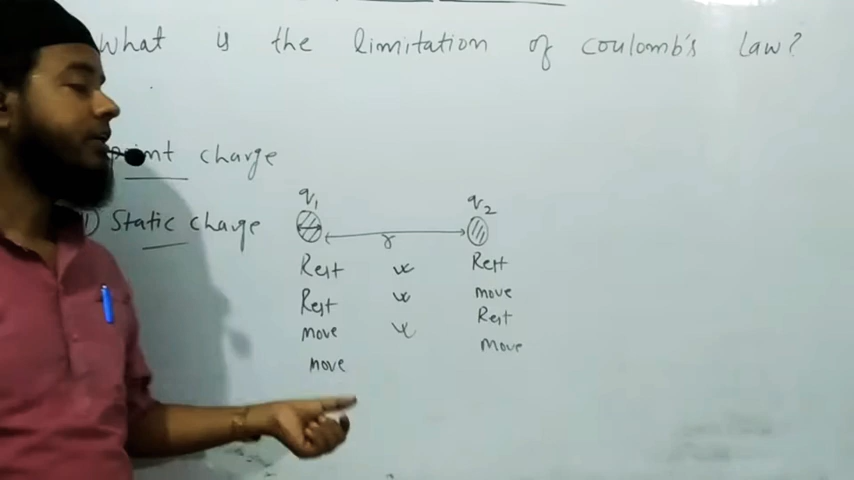 what is the limitation of coulomb's law?
point charge
Static charge
q1 q2
r
Rest Rest
Rest move
move Rest
move move